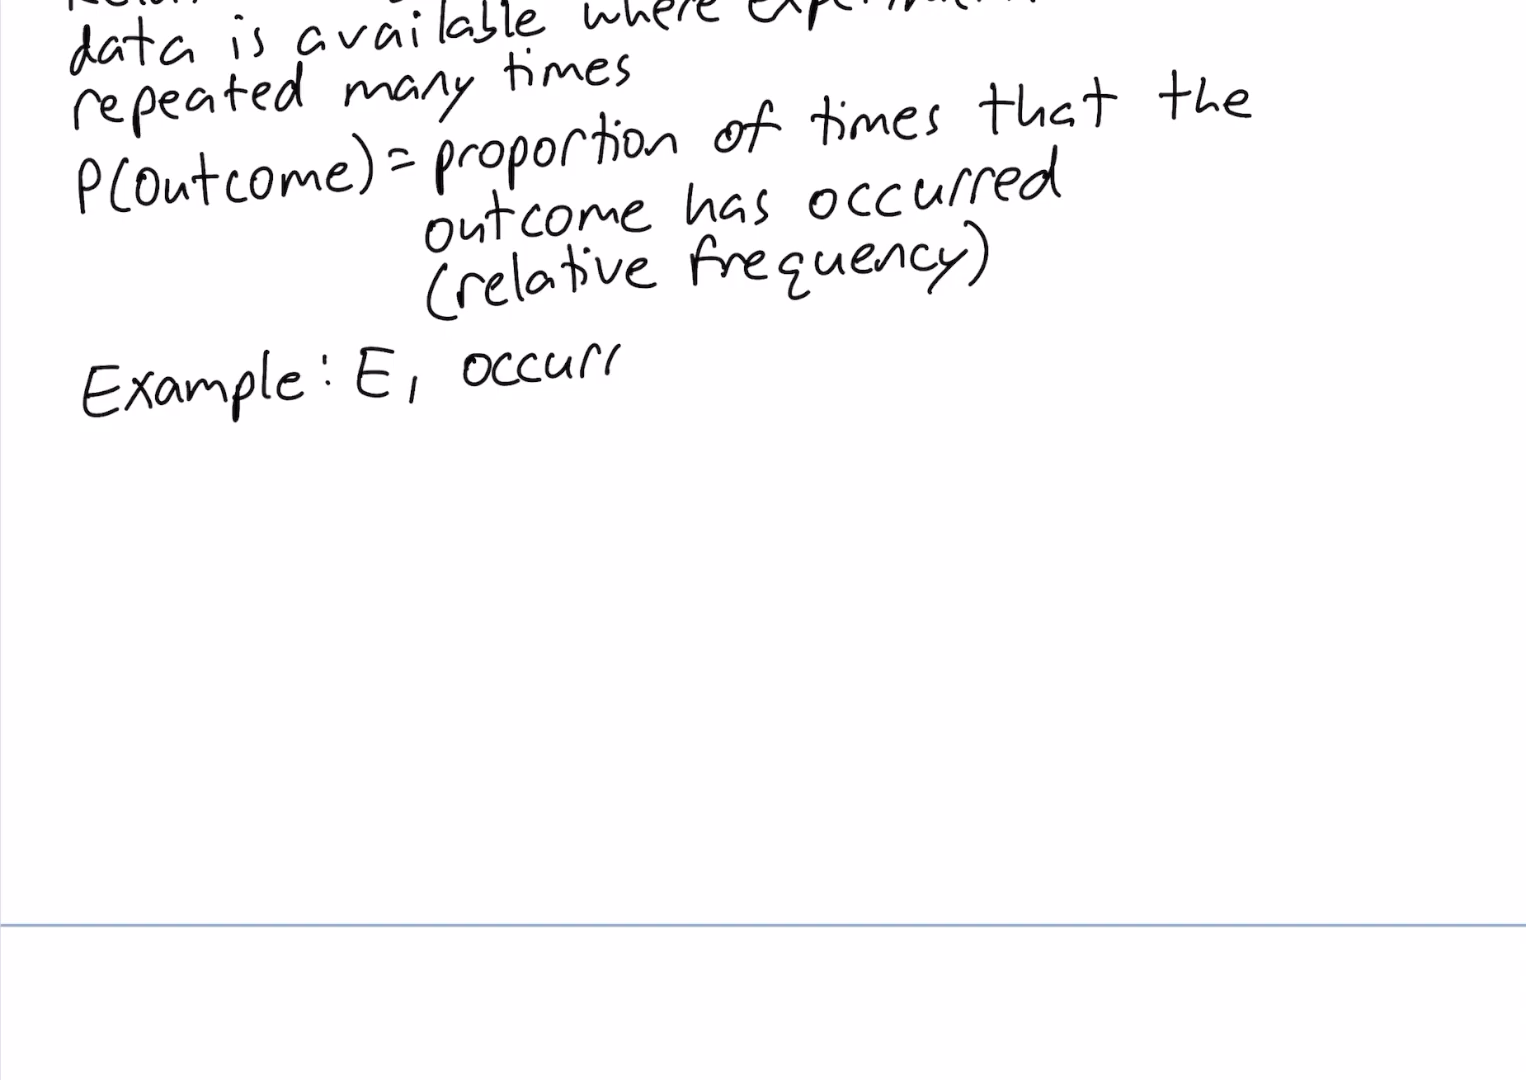 data is available where
repeated many times
P(outcome) = proportion of times that the
outcome has occurred
(relative frequency)
Example: E₁ occurr